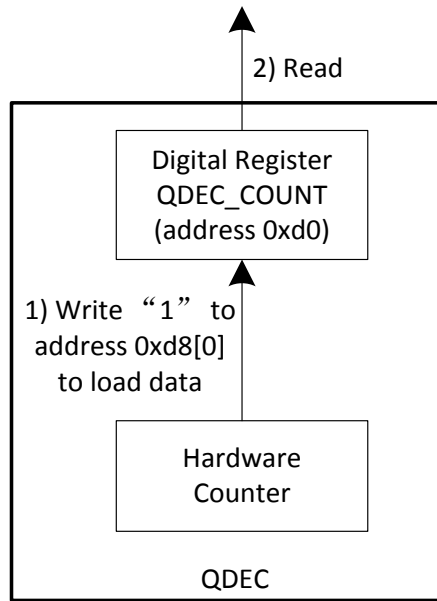 2) Read
Digital Register
QDEC_COUNT
(address 0xd0)
1) Write “1” to
address 0xd8[0]
to load data
Hardware
Counter
QDEC